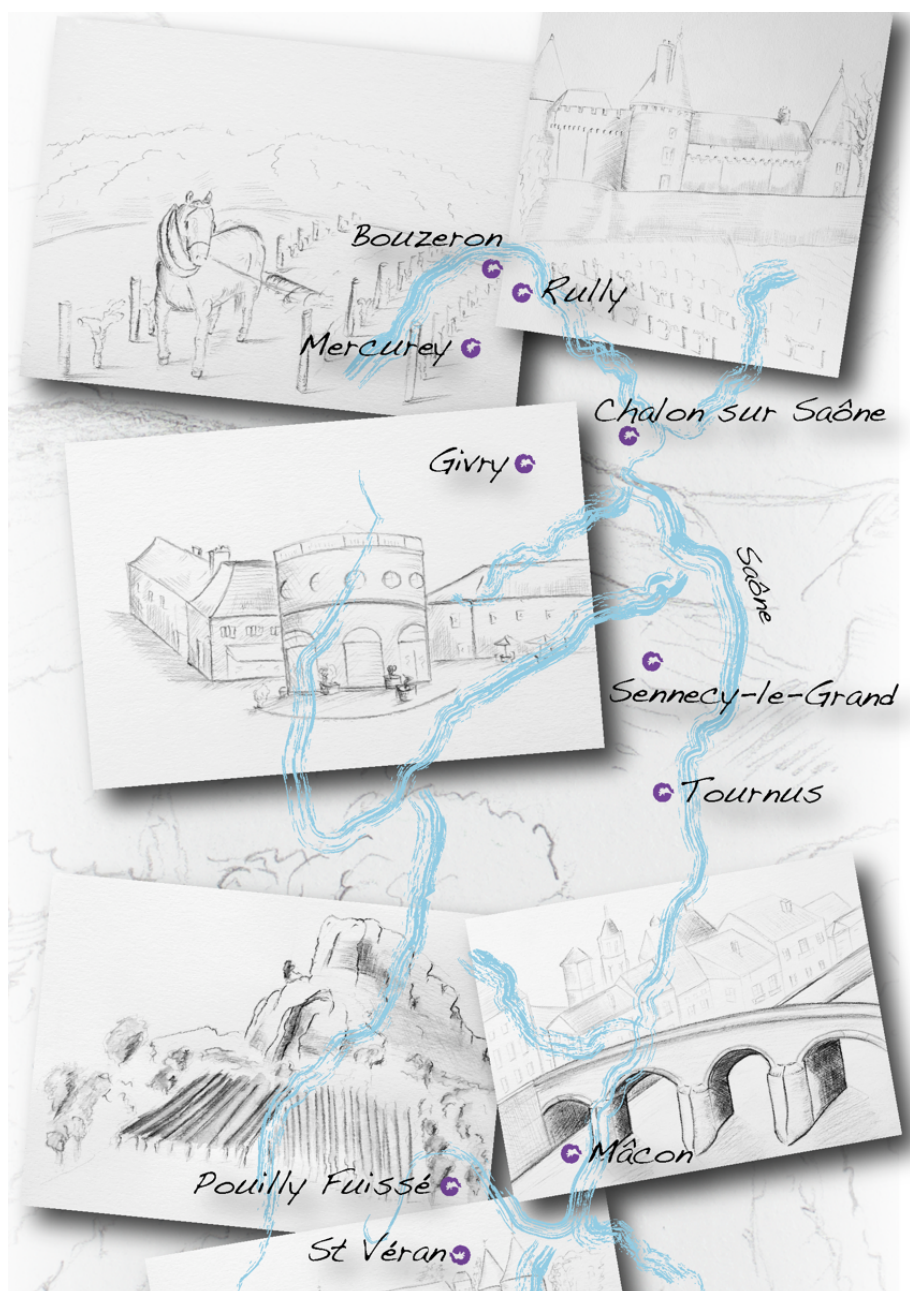 Bouzeron
Rully
Mercurey
Chalon sur Saône
Givry
Saône
Sennecy-le-Grand
Tournus
Mâcon
Pouilly Fuissé
St Véran